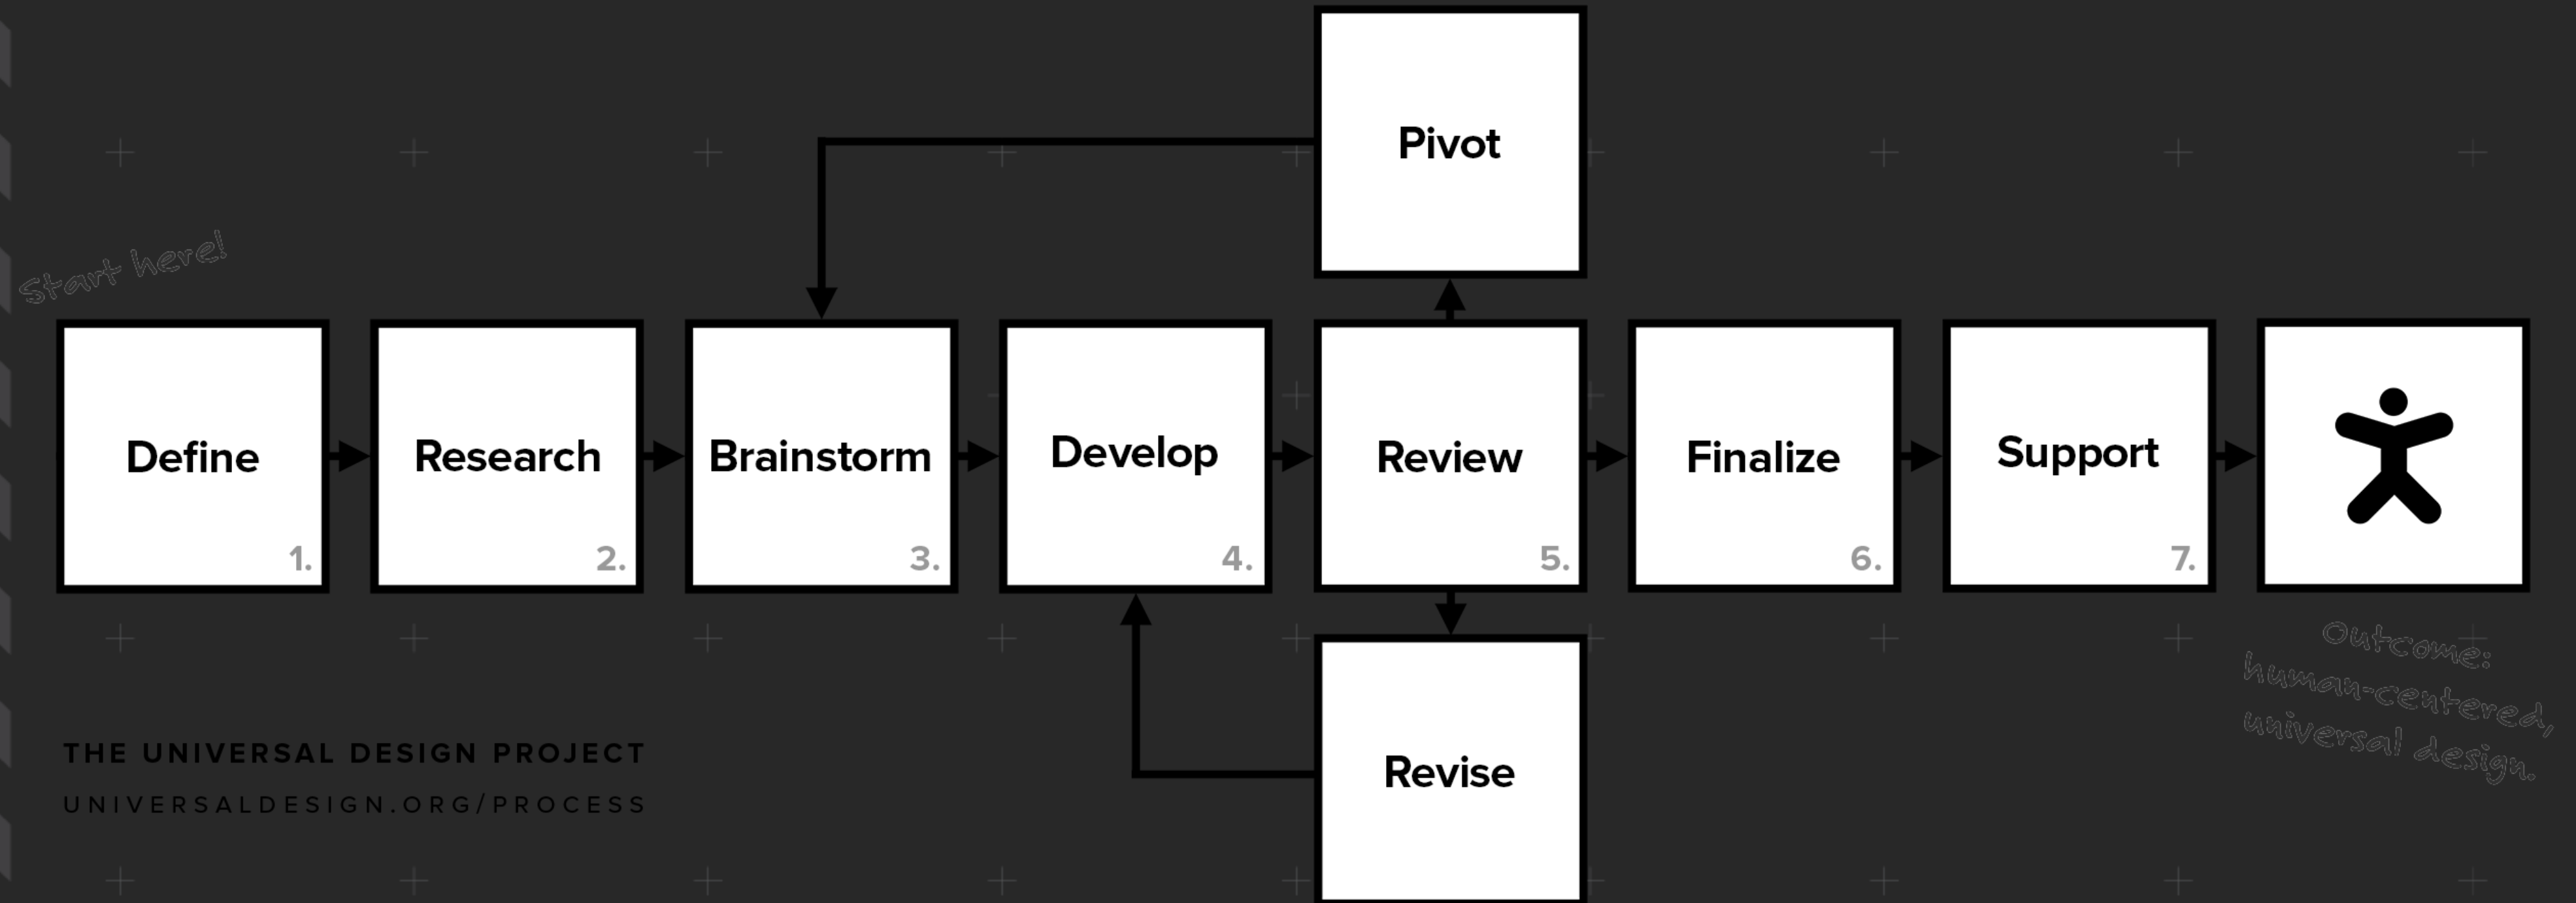 Pivot
Start here!
Define
1.
Research
2.
Brainstorm
3.
Develop
4.
Review
5.
Finalize
6.
Support
7.
Revise
Outcome:
human-centered,
universal design.
THE UNIVERSAL DESIGN PROJECT
UNIVERSALDESIGN.ORG/PROCESS